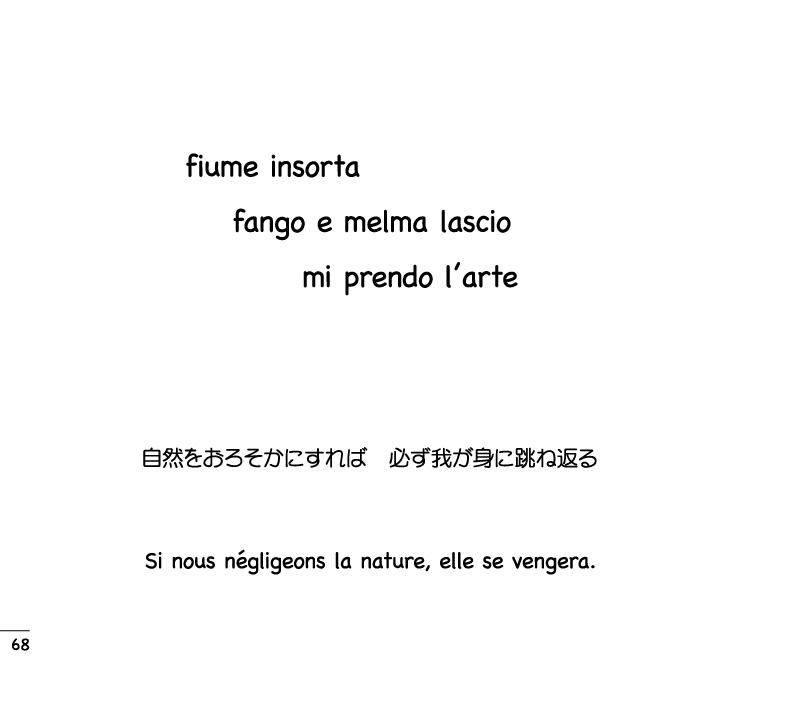 fiume insorta
fango e melma lascio
mi prendo l'arte
自然をおろそかにすれば　必ず我が身に跳ね返る
Si nous négligeons la nature, elle se vengera.
68